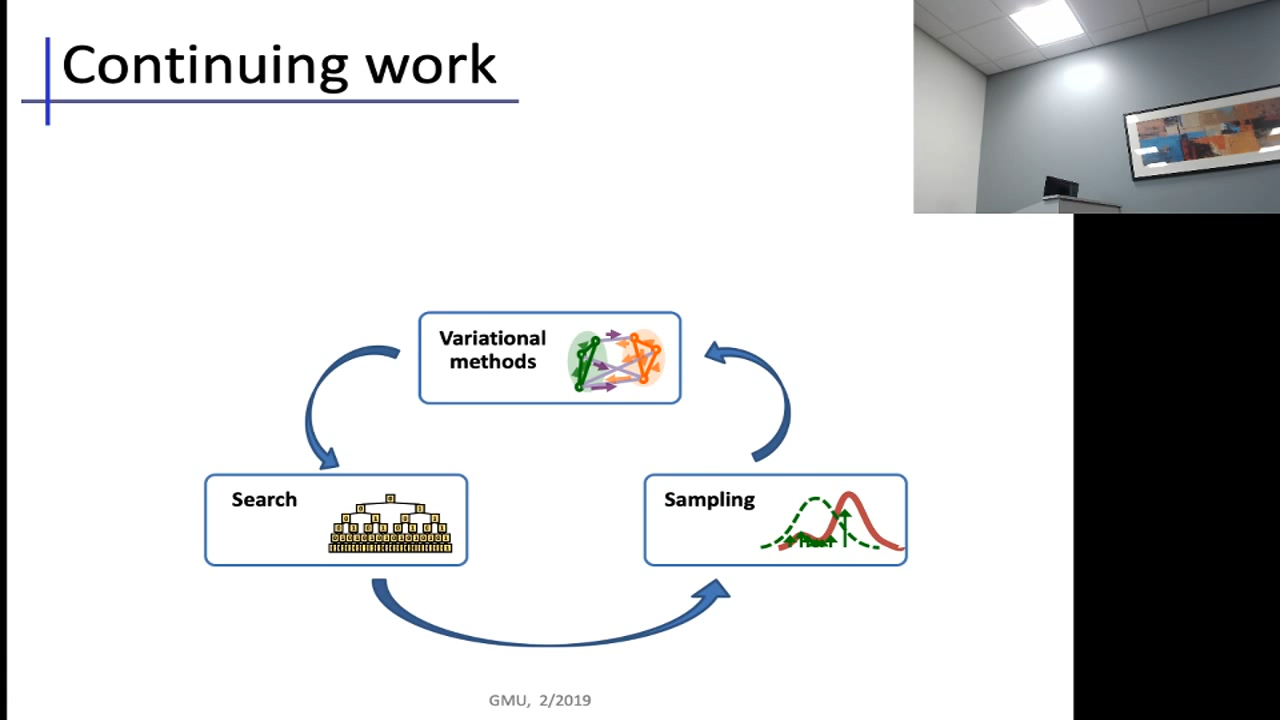 Continuing work
Variational
methods
Search
Sampling
GMU, 2/2019